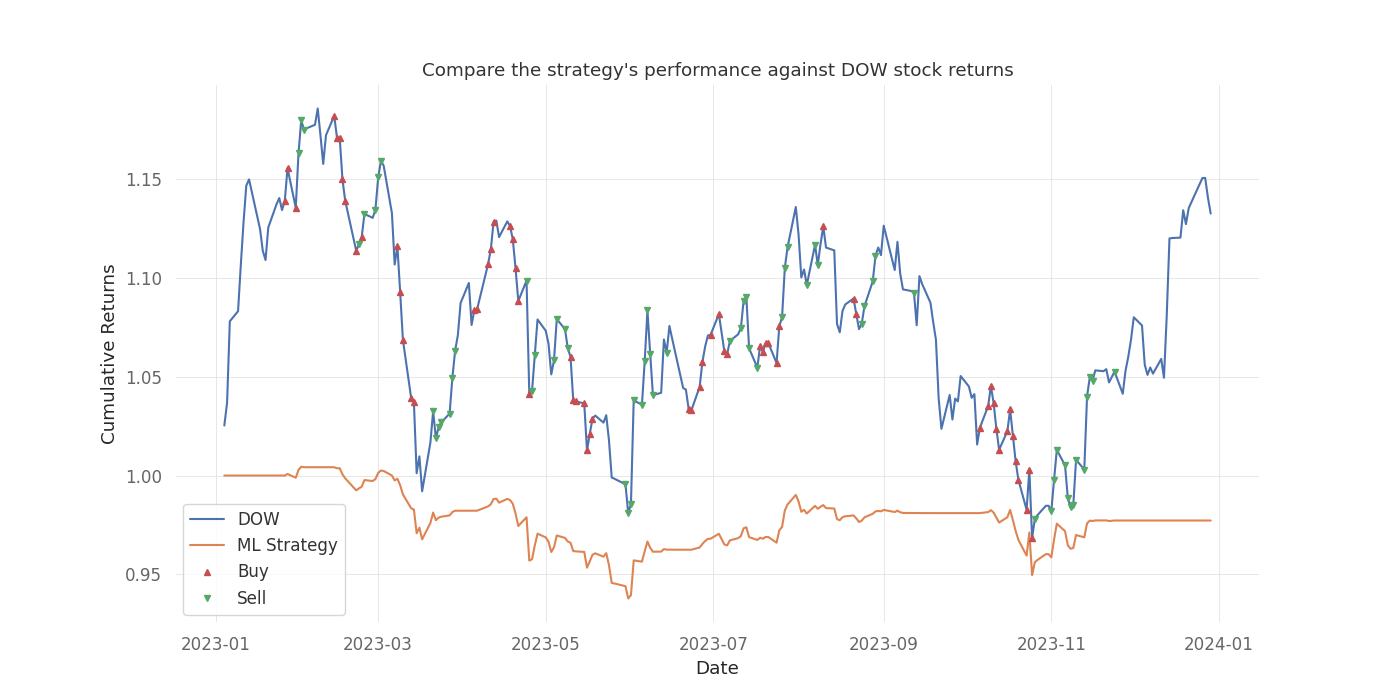 Compare the strategy's performance against DOW stock returns
Cumulative Returns
1.15
1.10
1.05
1.00
0.95
DOW
ML Strategy
Buy
Sell
2023-01 2023-03 2023-05 2023-07 2023-09 2023-11 2024-01
Date